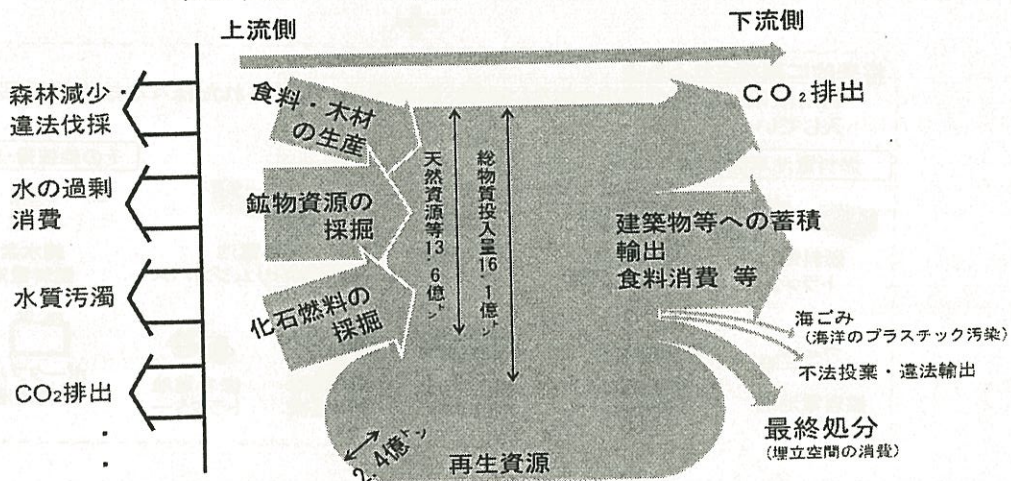 上流側
下流側
森林減少・
違法伐採
水の過剰
消費
水質汚濁
CO₂排出
・
・
食料・木材
の生産
鉱物資源の
採掘
化石燃料の
採掘
天然資源等13.6億トン
総物質投入量16.1億トン
2.4億トン
再生資源
CO₂排出
建築物等への蓄積
輸出
食料消費 等
海ごみ
(海洋のプラスチック汚染)
不法投棄・違法輸出
最終処分
(埋立空間の消費)